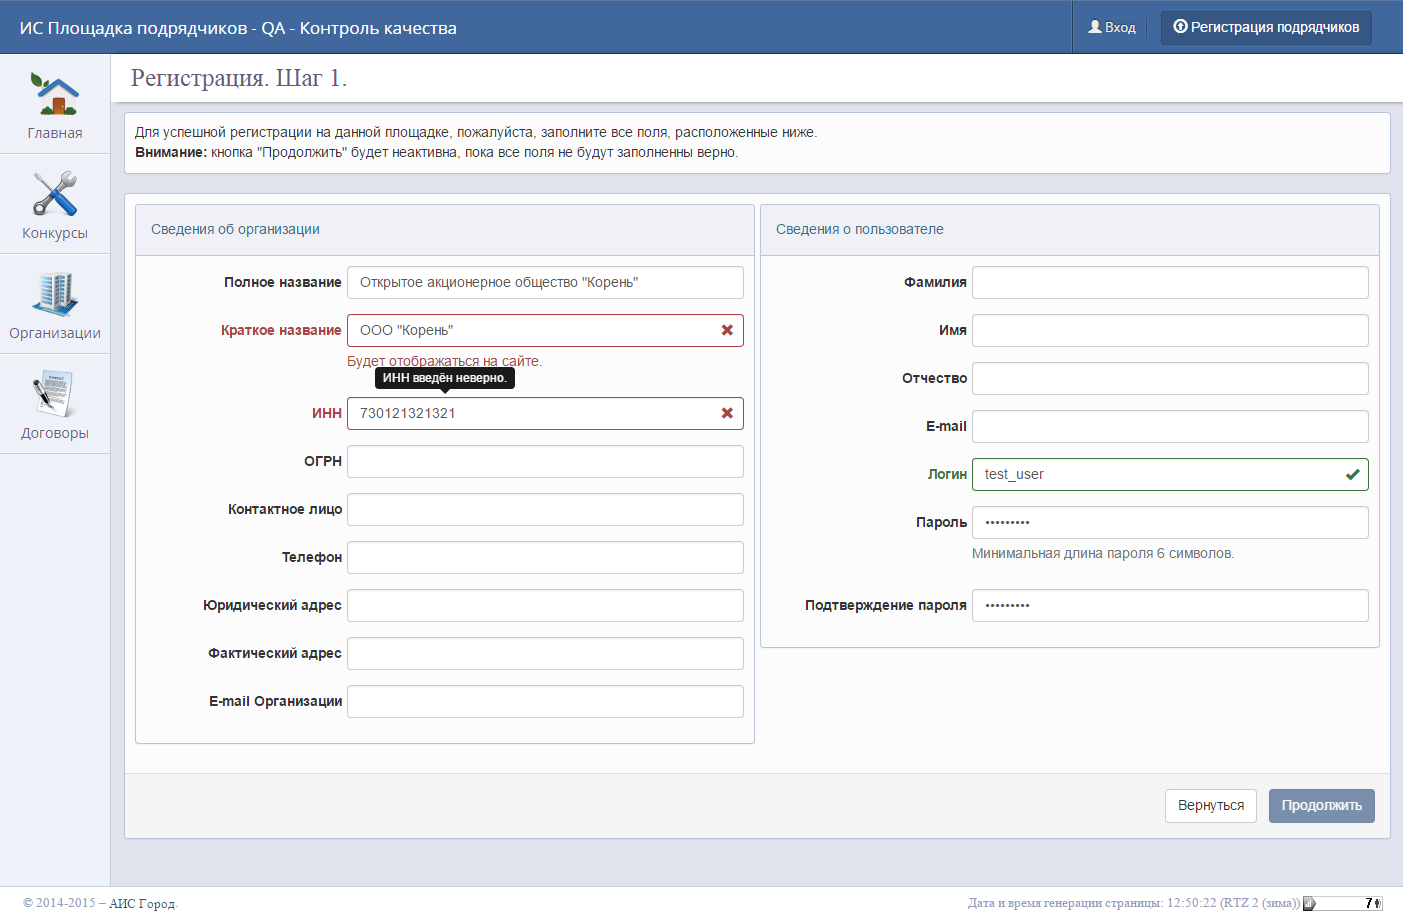 ИС Площадка подрядчиков - QA - Контроль качества
Вход
Регистрация подрядчиков
Главная
Конкурсы
Организации
Договоры
Регистрация. Шаг 1.
Для успешной регистрации на данной площадке, пожалуйста, заполните все поля, расположенные ниже.
Внимание: кнопка "Продолжить" будет неактивна, пока все поля не будут заполненны верно.
Сведения об организации
Полное название Открытое акционерное общество "Корень"
Краткое название ООО "Корень"
Будет отображаться на сайте.
ИНН введён неверно.
ИНН 730121321321
ОГРН
Контактное лицо
Телефон
Юридический адрес
Фактический адрес
E-mail Организации
Сведения о пользователе
Фамилия
Имя
Отчество
E-mail
Логин test_user
Пароль •••••••••
Минимальная длина пароля 6 символов.
Подтверждение пароля •••••••••
Вернуться
Продолжить
© 2014-2015 – АИС Город.
Дата и время генерации страницы: 12:50:22 (RTZ 2 (зима))
7